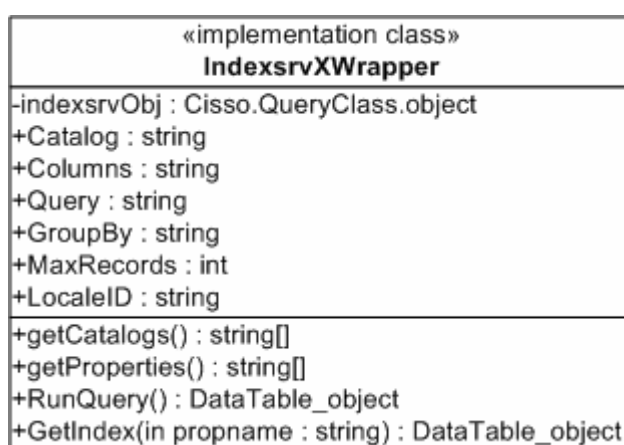 «implementation class»
IndexsrvXWrapper
-indexsrvObj : Cisso.QueryClass.object
+Catalog : string
+Columns : string
+Query : string
+GroupBy : string
+MaxRecords : int
+LocaleID : string
+getCatalogs() : string[]
+getProperties() : string[]
+RunQuery() : DataTable_object
+GetIndex(in propname : string) : DataTable_object